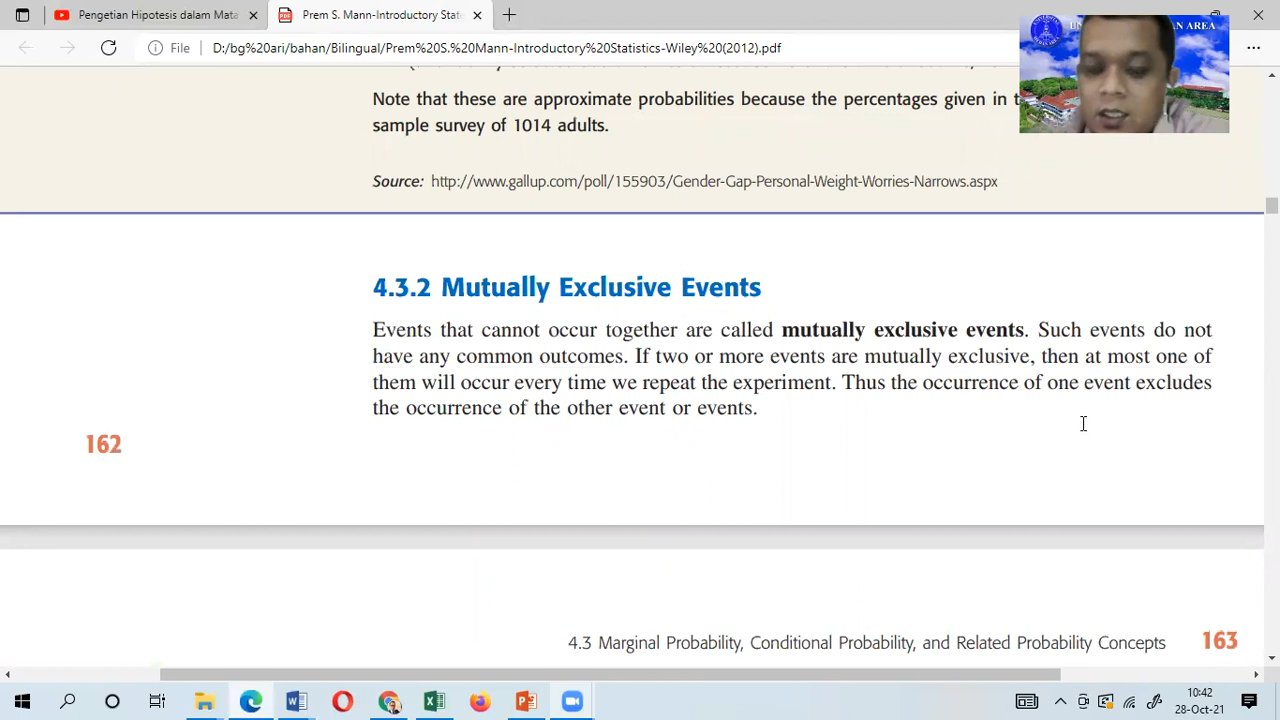 Pengetian Hipotesis dalam Mata
Prem S. Mann-Introductory Stat
File
D:/bg%20ari/bahan/Bilingual/Prem%20S.%20Mann-Introductory%20Statistics-Wiley%20(2012).pdf
AN AREA
Note that these are approximate probabilities because the percentages given in
sample survey of 1014 adults.
Source: http://www.gallup.com/poll/155903/Gender-Gap-Personal-Weight-Worries-Narrows.aspx
4.3.2 Mutually Exclusive Events
Events that cannot occur together are called mutually exclusive events. Such events do not
have any common outcomes. If two or more events are mutually exclusive, then at most one of
them will occur every time we repeat the experiment. Thus the occurrence of one event excludes
the occurrence of the other event or events.
162
4.3 Marginal Probability, Conditional Probability, and Related Probability Concepts 163
10:42
28-Oct-21